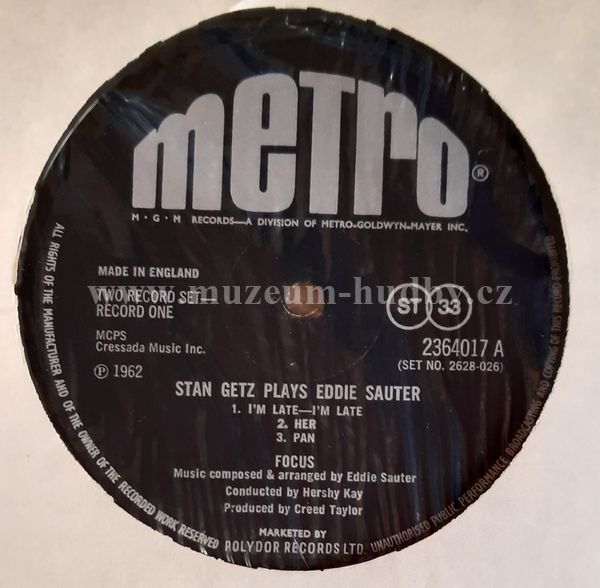 metro®
M·G·M RECORDS—A DIVISION OF METRO-GOLDWYN-MAYER INC.
MADE IN ENGLAND
TWO RECORD SET—
RECORD ONE
MCPS
Cressada Music Inc.
Ⓟ 1962
ST 33
2364017 A
(SET NO. 2628-026)
www.muzeum-hudby.cz
STAN GETZ PLAYS EDDIE SAUTER
1. I'M LATE—I'M LATE
2. HER
3. PAN
FOCUS
Music composed & arranged by Eddie Sauter
Conducted by Hershy Kay
Produced by Creed Taylor
MARKETED BY
POLYDOR RECORDS LTD.
ALL RIGHTS OF THE MANUFACTURER AND OF THE OWNER OF THE RECORDED WORK RESERVED
UNAUTHORISED PUBLIC PERFORMANCE BROADCASTING AND COPYING OF THIS RECORD PROHIBITED